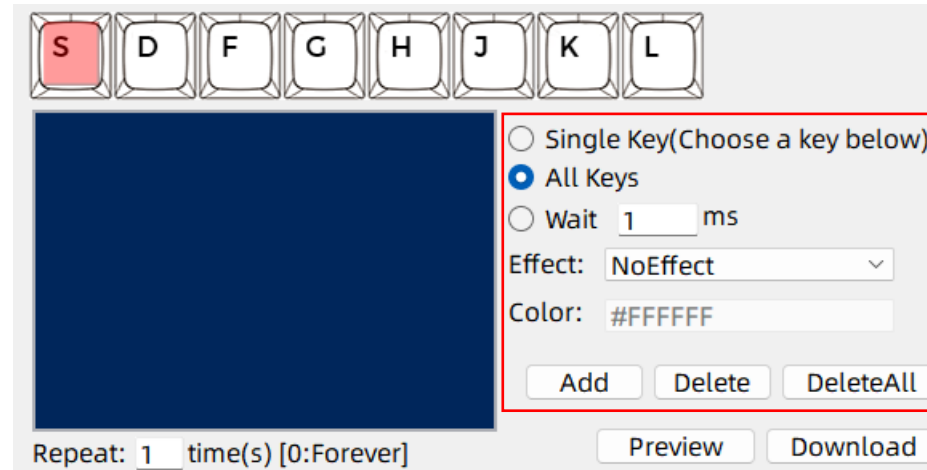 S D F G H J K L
Single Key(Choose a key below)
All Keys
Wait 1 ms
Effect: NoEffect
Color: #FFFFFF
Add Delete DeleteAll
Repeat: 1 time(s) [0:Forever]
Preview Download